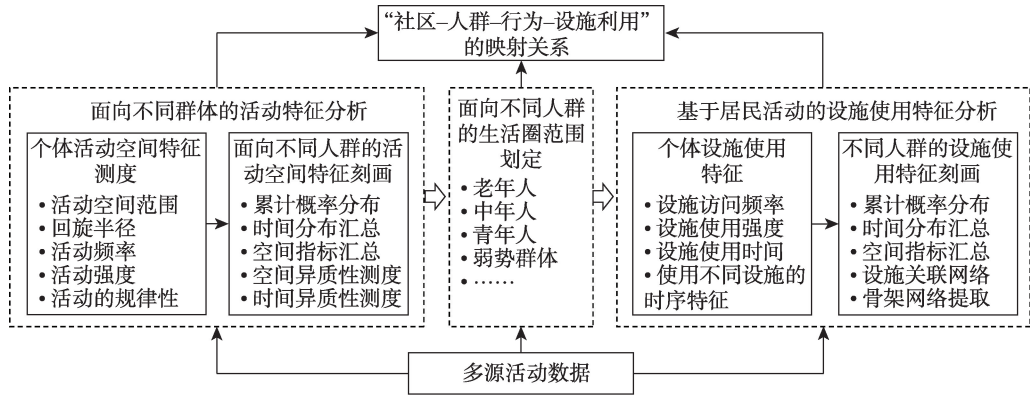 “社区–人群–行为–设施利用”
的映射关系
面向不同群体的活动特征分析
个体活动空间特征
测度
• 活动空间范围
• 回旋半径
• 活动频率
• 活动强度
• 活动的规律性
面向不同人群的活
动空间特征刻画
• 累计概率分布
• 时间分布汇总
• 空间指标汇总
• 空间异质性测度
• 时间异质性测度
面向不同人群
的生活圈范围
划定
• 老年人
• 中年人
• 青年人
• 弱势群体
• ……
基于居民活动的设施使用特征分析
个体设施使用
特征
• 设施访问频率
• 设施使用强度
• 设施使用时间
• 使用不同设施的
时序特征
不同人群的设施使
用特征刻画
• 累计概率分布
• 时间分布汇总
• 空间指标汇总
• 设施关联网络
• 骨架网络提取
多源活动数据